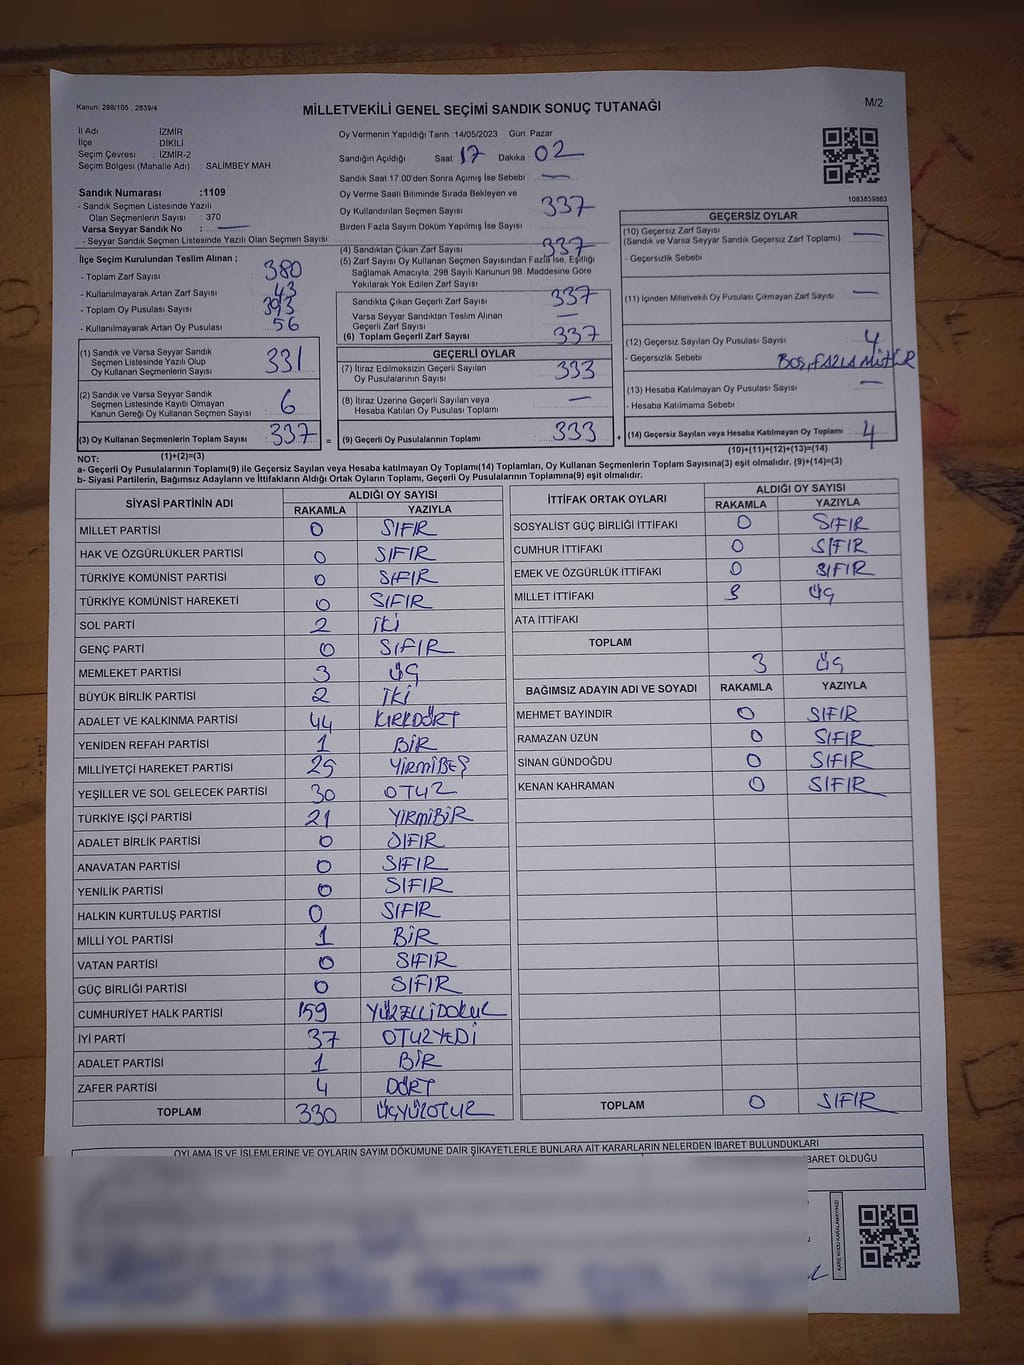 Kanun: 298/105 , 2839/4
MİLLETVEKİLİ GENEL SEÇİMİ SANDIK SONUÇ TUTANAĞI
M/2
İl Adı : İZMİR
İlçe : DİKİLİ
Seçim Çevresi : İZMİR-2
Seçim Bölgesi (Mahalle Adı) : SALİMBEY MAH
Sandık Numarası :1109
- Sandık Seçmen Listesinde Yazılı
Olan Seçmenlerin Sayısı : 370
Varsa Seyyar Sandık No : —
- Seyyar Sandık Seçmen Listesinde Yazılı Olan Seçmen Sayısı
İlçe Seçim Kurulundan Teslim Alınan ;
- Toplam Zarf Sayısı : 380
- Kullanılmayarak Artan Zarf Sayısı : 43
- Toplam Oy Pusulası : 393
- Kullanılmayarak Artan Oy Pusulası : 56
(1) Sandık ve Varsa Seyyar Sandık
Seçmen Listesinde Yazılı Olup
Oy Kullanan Seçmenlerin Sayısı : 331
(2) Sandık ve Varsa Seyyar Sandık
Seçmen Listesinde Kayıtlı Olmayan
Kanun Gereği Oy Kullanan Seçmen Sayısı : 6
(3) Oy Kullanan Seçmenlerin Toplam Sayısı : 337
(1)+(2)=(3)
Oy Vermenin Yapıldığı Tarih :14/05/2023 Gün: Pazar
Sandığın Açıldığı Saat: 17 Dakika : 02
Sandık Saat 17.00'den Sonra Açımış İse Sebebi : —
Oy Verme Saati Bitiminde Sırada Bekleyen ve
Oy Kullandırılan Seçmen Sayısı : 337
Birden Fazla Sayım Döküm Yapılmış İse Sayısı :
(4) Sandıktan Çıkan Zarf Sayısı : 337
(5) Zarf Sayısı Oy Kullanan Seçmen Sayısından Fazla İse, Eşitliği
Sağlamak Amacıyla, 298 Sayılı Kanunun 98. Maddesine Göre
Yakılarak Yok Edilen Zarf Sayısı :
Sandıkta Çıkan Geçerli Zarf Sayısı : 337
Varsa Seyyar Sandıktan Teslim Alınan
Geçerli Zarf Sayısı : —
(6) Toplam Geçerli Zarf Sayısı : 337
GEÇERLİ OYLAR
(7) İtiraz Edilmeksizin Geçerli Sayılan
Oy Pusulalarının Sayısı : 333
(8) İtiraz Üzerine Geçerli Sayılan veya
Hesaba Katılan Oy Pusulası Toplamı : —
= (9) Geçerli Oy Pusulalarının Toplamı : 333 +
1083859863
GEÇERSİZ OYLAR
(10) Geçersiz Zarf Sayısı
(Sandık ve Varsa Seyyar Sandık Geçersiz Zarf Toplamı) : —
- Geçersizlik Sebebi :
(11) İçinden Milletvekili Oy Pusulası Çıkmayan Zarf Sayısı : —
(12) Geçersiz Sayılan Oy Pusulası Sayısı : 4
- Geçersizlik Sebebi : BOŞ, FAZLA MÜHÜR
(13) Hesaba Katılmayan Oy Pusulası Sayısı : —
- Hesaba Katılmama Sebebi :
(14) Geçersiz Sayılan veya Hesaba Katılmayan Oy Toplamı : 4
(10)+(11)+(12)+(13)=(14)
NOT:
a- Geçerli Oy Pusulalarının Toplamı(9) ile Geçersiz Sayılan veya Hesaba katılmayan Oy Toplamı(14) Toplamları, Oy Kullanan Seçmenlerin Toplam Sayısına(3) eşit olmalıdır. (9)+(14)=(3)
b- Siyasi Partilerin, Bağımsız Adayların ve İttifakların Aldığı Ortak Oyların Toplamı, Geçerli Oy Pusulalarının Toplamına(9) eşit olmalıdır.
SİYASİ PARTİNİN ADI ALDIĞI OY SAYISI
RAKAMLA YAZIYLA
MİLLET PARTİSİ 0 SIFIR
HAK VE ÖZGÜRLÜKLER PARTİSİ 0 SIFIR
TÜRKİYE KOMÜNİST PARTİSİ 0 SIFIR
TÜRKİYE KOMÜNİST HAREKETİ 0 SIFIR
SOL PARTİ 2 İKİ
GENÇ PARTİ 0 SIFIR
MEMLEKET PARTİSİ 3 ÜÇ
BÜYÜK BİRLİK PARTİSİ 2 İKİ
ADALET VE KALKINMA PARTİSİ 44 KIRKDÖRT
YENİDEN REFAH PARTİSİ 1 BİR
MİLLİYETÇİ HAREKET PARTİSİ 25 YİRMİBEŞ
YEŞİLLER VE SOL GELECEK PARTİSİ 30 OTUZ
TÜRKİYE İŞÇİ PARTİSİ 21 YİRMİBİR
ADALET BİRLİK PARTİSİ 0 SIFIR
ANAVATAN PARTİSİ 0 SIFIR
YENİLİK PARTİSİ 0 SIFIR
HALKIN KURTULUŞ PARTİSİ 0 SIFIR
MİLLİ YOL PARTİSİ 1 BİR
VATAN PARTİSİ 0 SIFIR
GÜÇ BİRLİĞİ PARTİSİ 0 SIFIR
CUMHURİYET HALK PARTİSİ 159 YÜZELLİDOKUZ
İYİ PARTİ 37 OTUZYEDİ
ADALET PARTİSİ 1 BİR
ZAFER PARTİSİ 4 DÖRT
TOPLAM 330 ÜÇYÜZOTUZ
İTTİFAK ORTAK OYLARI ALDIĞI OY SAYISI
RAKAMLA YAZIYLA
SOSYALİST GÜÇ BİRLİĞİ İTTİFAKI 0 SIFIR
CUMHUR İTTİFAKI 0 SIFIR
EMEK VE ÖZGÜRLÜK İTTİFAKI 0 SIFIR
MİLLET İTTİFAKI 3 ÜÇ
ATA İTTİFAKI
TOPLAM 3 ÜÇ
BAĞIMSIZ ADAYIN ADI VE SOYADI RAKAMLA YAZIYLA
MEHMET BAYINDIR 0 SIFIR
RAMAZAN UZÜN 0 SIFIR
SİNAN GÜNDOĞDU 0 SIFIR
KENAN KAHRAMAN 0 SIFIR
TOPLAM 0 SIFIR
OYLAMA İŞ VE İŞLEMLERİNE VE OYLARIN SAYIM DÖKÜMÜNE DAİR ŞİKAYETLERLE BUNLARA AİT KARARLARIN NELERDEN İBARET BULUNDUKLARI
BARET OLDUĞU
KARE KODU KARALAMAYINIZ!